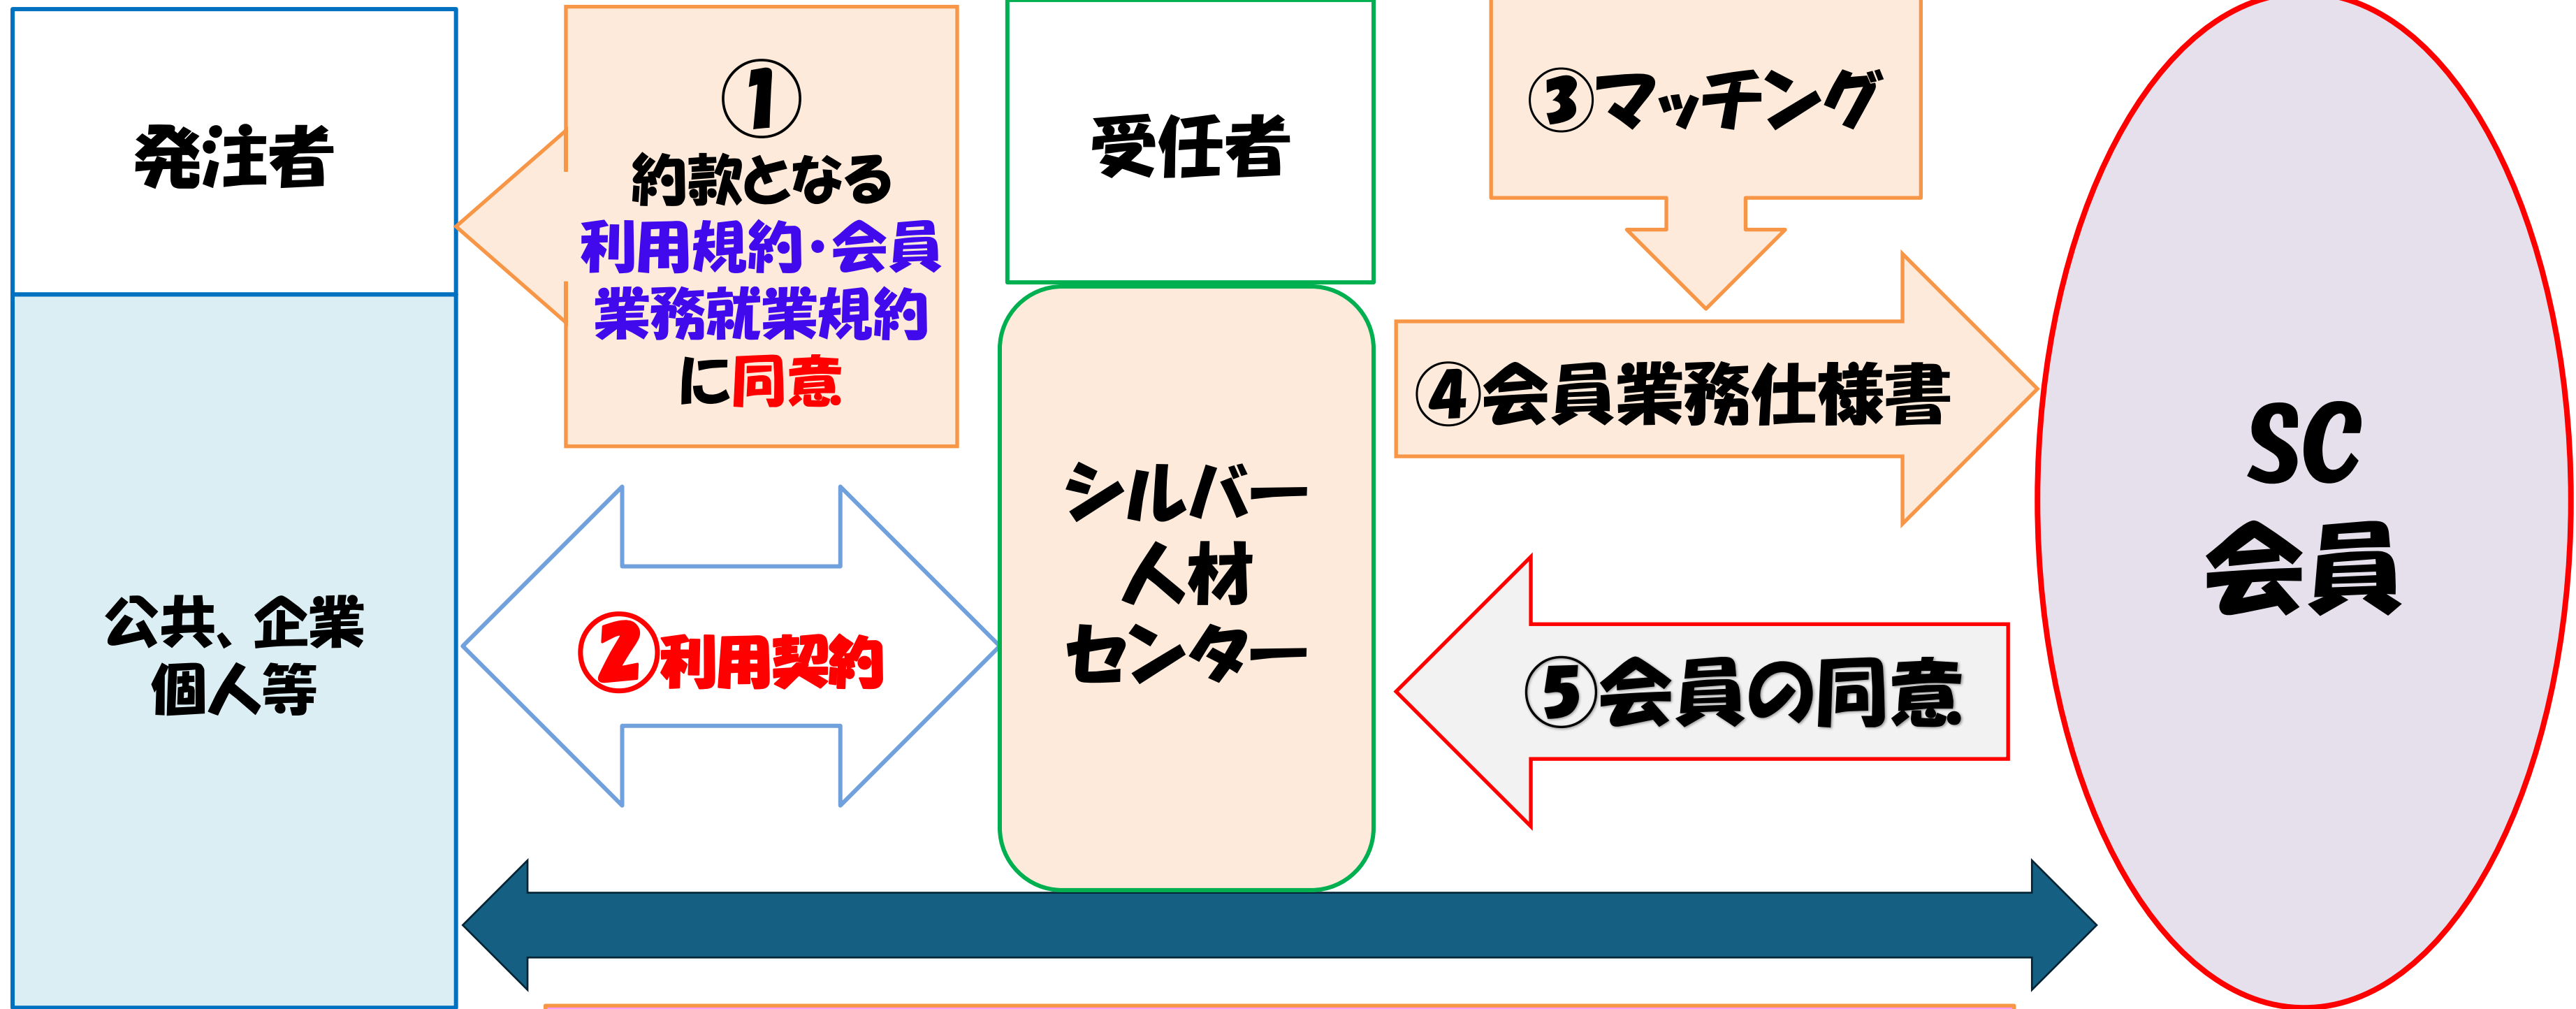 発注者
公共、企業
個人等
①
約款となる
利用規約・会員
業務就業規約
に同意
②利用契約
受任者
シルバー
人材
センター
③マッチング
④会員業務仕様書
⑤会員の同意
SC
会員